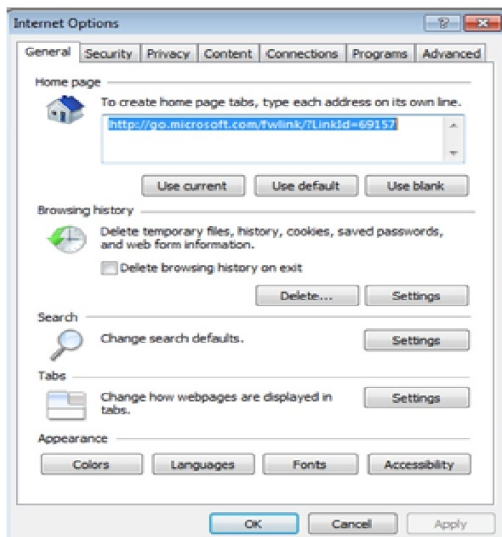 Internet Options
General Security Privacy Content Connections Programs Advanced
Home page
To create home page tabs, type each address on its own line.
http://go.microsoft.com/fwlink/?LinkId=69157
Use current Use default Use blank
Browsing history
Delete temporary files, history, cookies, saved passwords,
and web form information.
Delete browsing history on exit
Delete... Settings
Search
Change search defaults. Settings
Tabs
Change how webpages are displayed in Settings
tabs.
Appearance
Colors Languages Fonts Accessibility
OK Cancel Apply